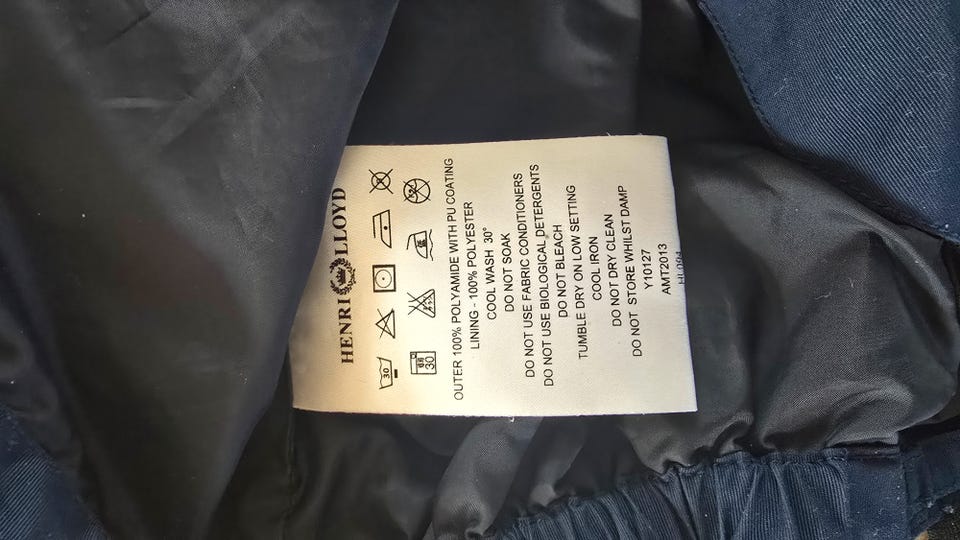 HENRI LLOYD
30
30
OUTER 100% POLYAMIDE WITH PU COATING
LINING - 100% POLYESTER
COOL WASH 30°
DO NOT SOAK
DO NOT USE FABRIC CONDITIONERS
DO NOT USE BIOLOGICAL DETERGENTS
DO NOT BLEACH
TUMBLE DRY ON LOW SETTING
COOL IRON
DO NOT DRY CLEAN
DO NOT STORE WHILST DAMP
Y10127
AMT2013